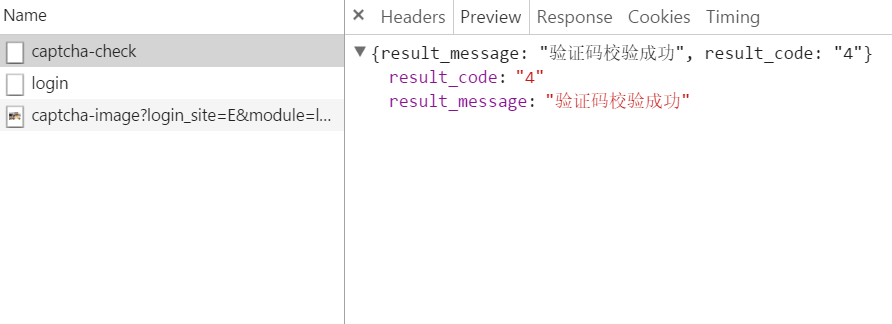 Name
captcha-check
login
captcha-image?login_site=E&module=l...
× Headers Preview Response Cookies Timing
▼{result_message: "验证码校验成功", result_code: "4"}
result_code: "4"
result_message: "验证码校验成功"